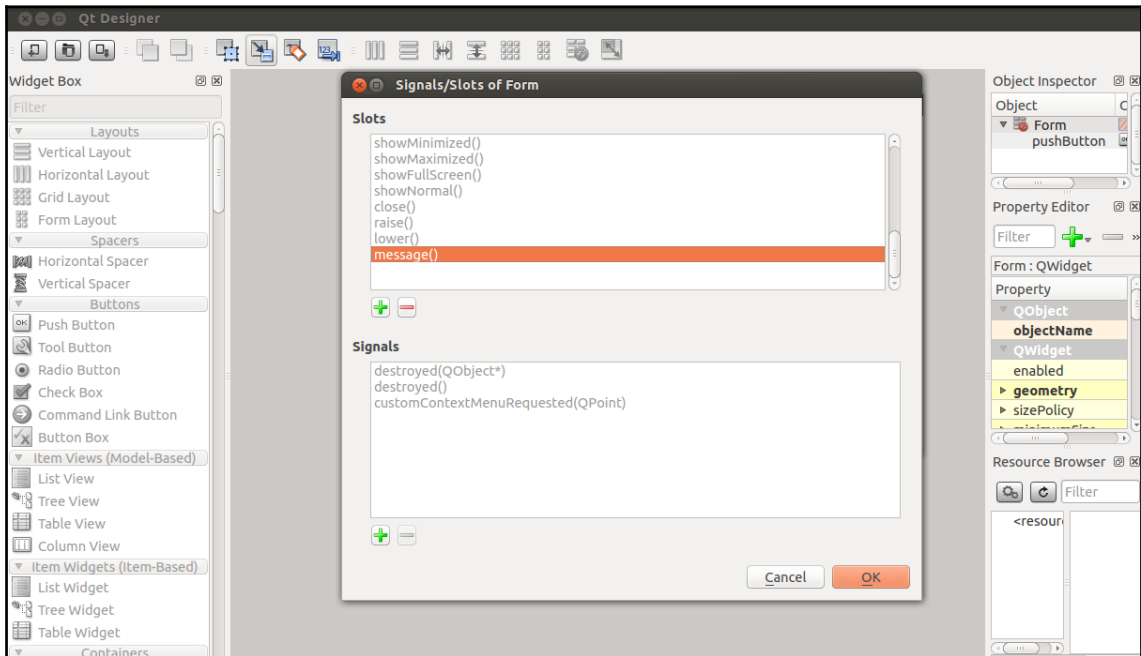 Qt Designer
Widget Box
Filter
Layouts
Vertical Layout
Horizontal Layout
Grid Layout
Form Layout
Spacers
Horizontal Spacer
Vertical Spacer
Buttons
OK Push Button
Tool Button
Radio Button
Check Box
Command Link Button
Button Box
Item Views (Model-Based)
List View
Tree View
Table View
Column View
Item Widgets (Item-Based)
List Widget
Tree Widget
Table Widget
Containers
Signals/Slots of Form
Slots
showMinimized()
showMaximized()
showFullScreen()
showNormal()
close()
raise()
lower()
message()
Signals
destroyed(QObject*)
destroyed()
customContextMenuRequested(QPoint)
Cancel
OK
Object Inspector
Object C
Form
pushButton
Property Editor
Filter
Form : QWidget
Property
QObject
objectName
QWidget
enabled
geometry
sizePolicy
Resource Browser
Filter
<resour